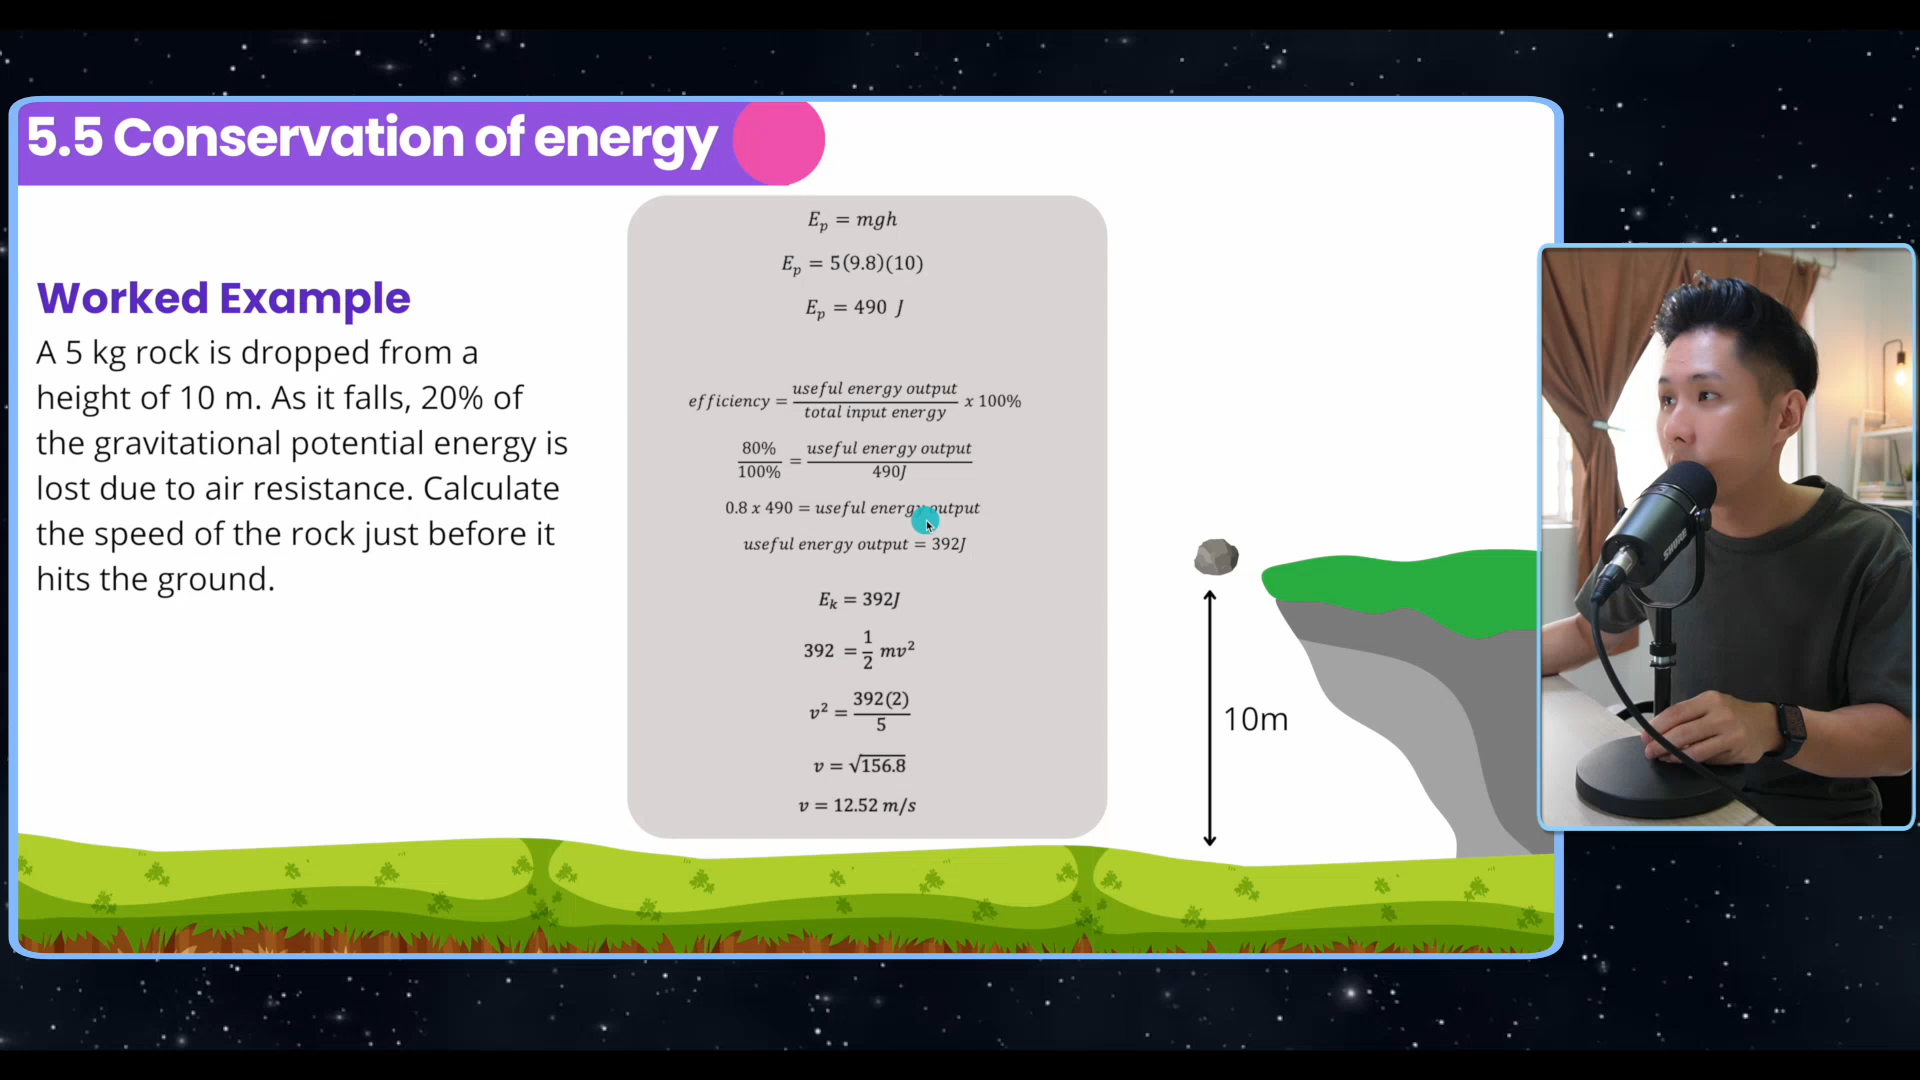 5.5 Conservation of energy
Worked Example
A 5 kg rock is dropped from a
height of 10 m. As it falls, 20% of
the gravitational potential energy is
lost due to air resistance. Calculate
the speed of the rock just before it
hits the ground.
E_p = mgh
E_p = 5(9.8)(10)
E_p = 490 J
efficiency = useful energy output / total input energy x 100%
80% / 100% = useful energy output / 490J
0.8 x 490 = useful energy output
useful energy output = 392J
E_k = 392J
392 = 1/2 mv²
v² = 392(2) / 5
v = √156.8
v = 12.52 m/s
10m
SHURE